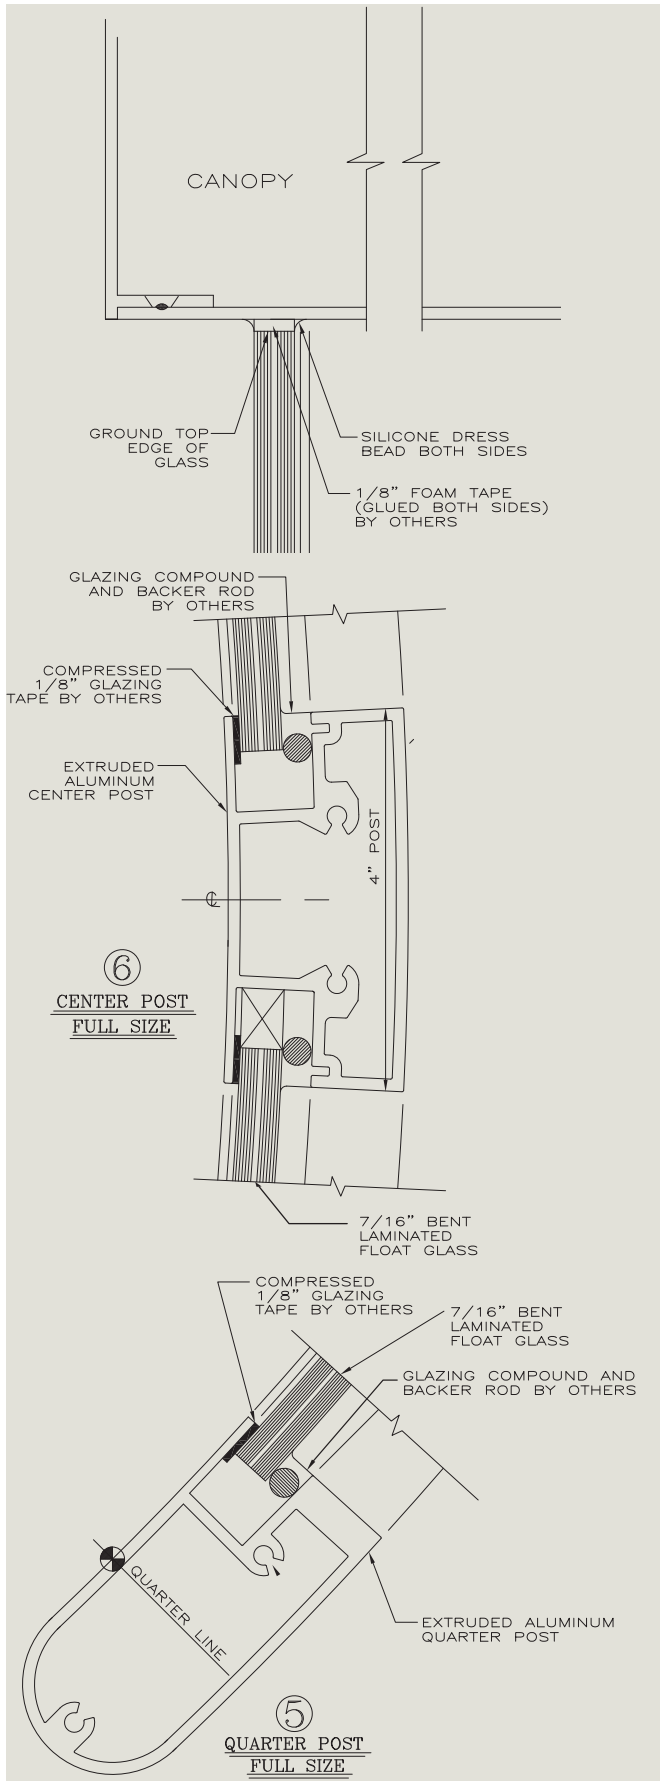 CANOPY
GROUND TOP
EDGE OF
GLASS
SILICONE DRESS
BEAD BOTH SIDES
1/8” FOAM TAPE
(GLUED BOTH SIDES)
BY OTHERS
GLAZING COMPOUND
AND BACKER ROD
BY OTHERS
COMPRESSED
1/8” GLAZING
TAPE BY OTHERS
EXTRUDED
ALUMINUM
CENTER POST
4” POST
℄
6
CENTER POST
FULL SIZE
7/16” BENT
LAMINATED
FLOAT GLASS
COMPRESSED
1/8” GLAZING
TAPE BY OTHERS
7/16” BENT
LAMINATED
FLOAT GLASS
GLAZING COMPOUND AND
BACKER ROD BY OTHERS
QUARTER LINE
EXTRUDED ALUMINUM
QUARTER POST
5
QUARTER POST
FULL SIZE